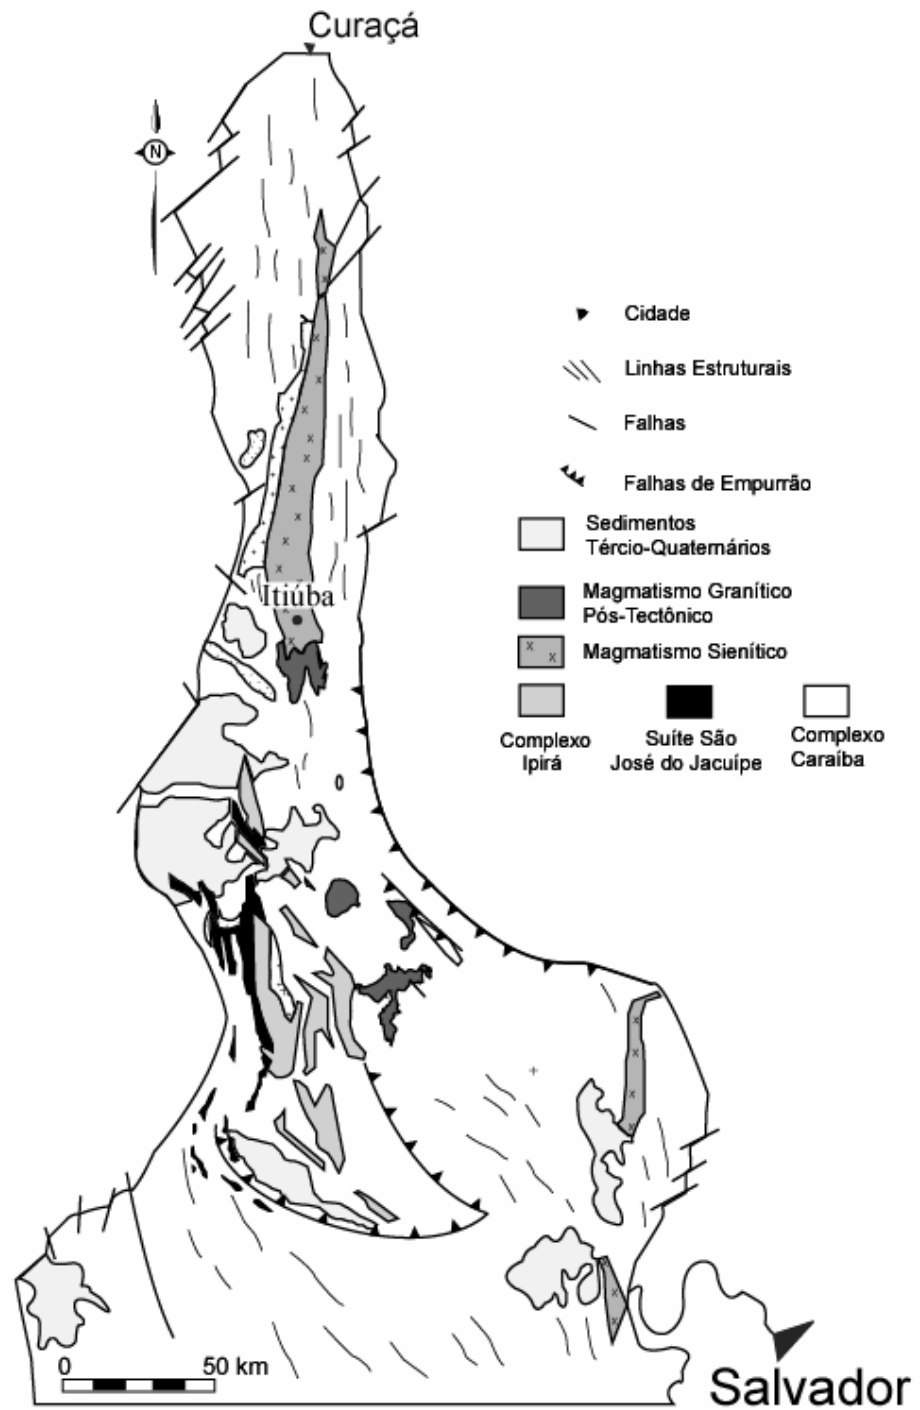 Curaçá
N
Cidade
Linhas Estruturais
Falhas
Falhas de Empurrão
Sedimentos
Tércio-Quaternários
Itiúba
Magmatismo Granítico
Pós-Tectônico
Magmatismo Sienítico
Complexo
Ipirá
Suíte São
José do Jacuípe
Complexo
Caraíba
0 50 km
Salvador